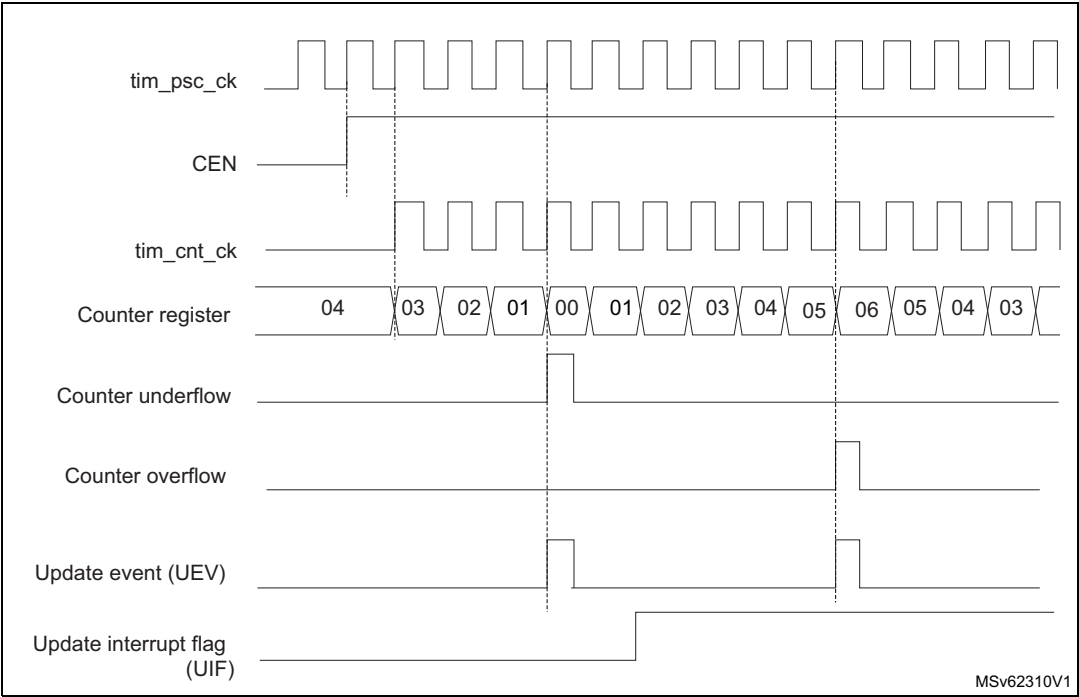 tim_psc_ck
CEN
tim_cnt_ck
Counter register 04 03 02 01 00 01 02 03 04 05 06 05 04 03
Counter underflow
Counter overflow
Update event (UEV)
Update interrupt flag
(UIF)
MSv62310V1